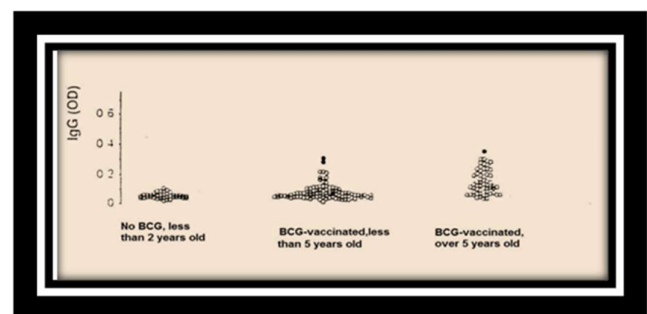 IgG (OD)
0 6
0 4
0 2
0
No BCG, less
than 2 years old
BCG-vaccinated,less
than 5 years old
BCG-vaccinated,
over 5 years old